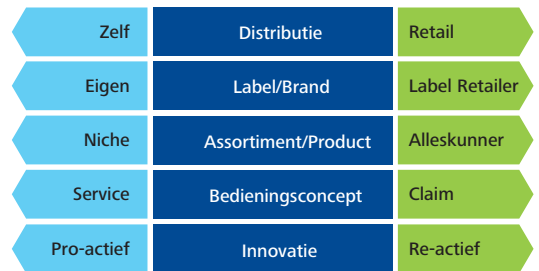 Zelf Distributie Retail
Eigen Label/Brand Label Retailer
Niche Assortiment/Product Alleskunner
Service Bedieningsconcept Claim
Pro-actief Innovatie Re-actief